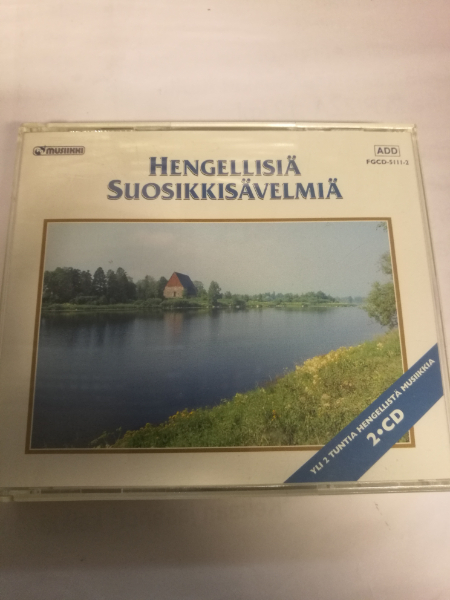 MUSIIKKI
ADD
FGCD-5111/2
HENGELLISIÄ
SUOSIKKISÄVELMIÄ
YLI 2 TUNTIA HENGELLISTÄ MUSIIKKIA
2•CD